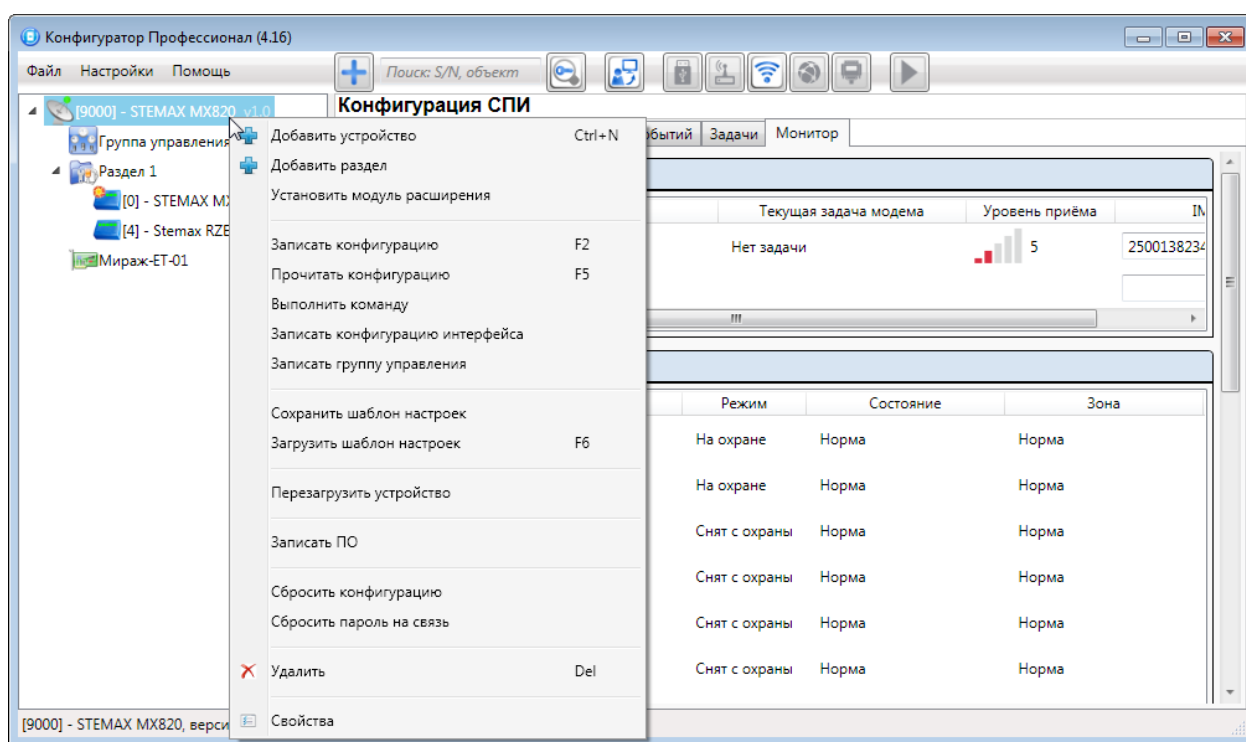 Конфигуратор Профессионал (4.16)
Файл Настройки Помощь Поиск: S/N, объект
[9000] - STEMAX MX820 v1.0
Конфигурация СПИ
Группа управления
Раздел 1
[0] - STEMAX
[4] - Stemax
Мираж-ET-01
Добавить устройство Ctrl+N
Добавить раздел
Установить модуль расширения
Записать конфигурацию F2
Прочитать конфигурацию F5
Выполнить команду
Записать конфигурацию интерфейса
Записать группу управления
Сохранить шаблон настроек
Загрузить шаблон настроек F6
Перезагрузить устройство
Записать ПО
Сбросить конфигурацию
Сбросить пароль на связь
Удалить Del
Свойства
Задачи Монитор
Текущая задача модема Уровень приёма
Нет задачи 5 2500138234
Режим Состояние Зона
На охране Норма Норма
На охране Норма Норма
Снят с охраны Норма Норма
Снят с охраны Норма Норма
Снят с охраны Норма Норма
Снят с охраны Норма Норма
[9000] - STEMAX MX820,